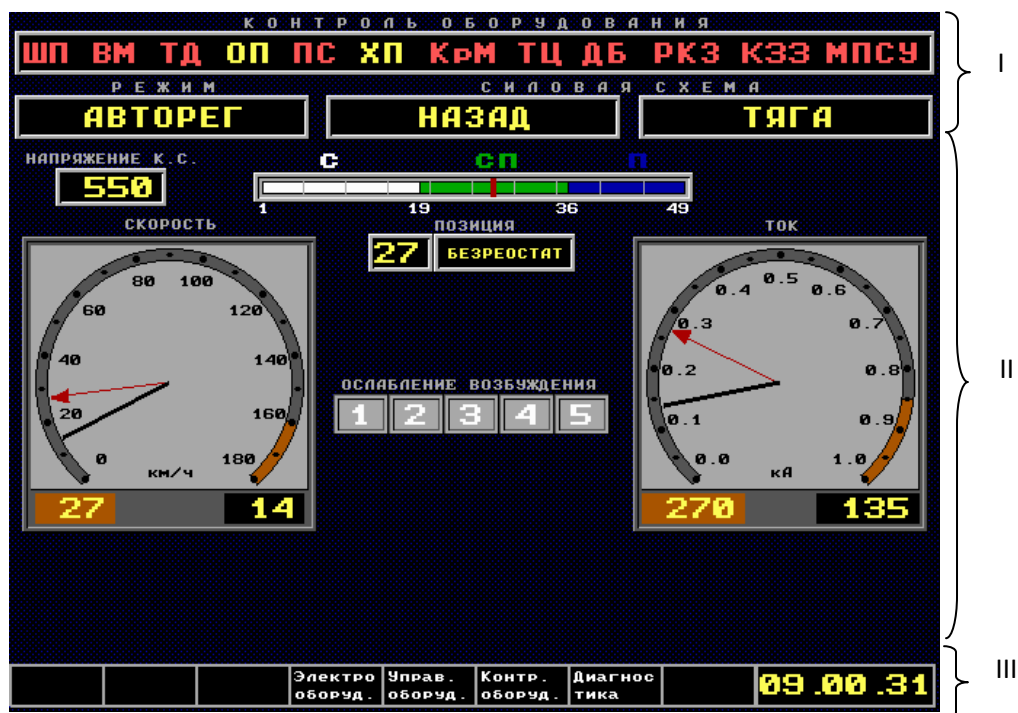 КОНТРОЛЬ ОБОРУДОВАНИЯ
I
ШП ВМ ТД ОП ПС ХП КрМ ТЦ ДБ РКЗ КЗЗ МПСУ
РЕЖИМ СИЛОВАЯ СХЕМА
АВТОРЕГ НАЗАД ТЯГА
НАПРЯЖЕНИЕ К.С.
550
С СП П
1 19 36 49
СКОРОСТЬ ПОЗИЦИЯ ТОК
27 БЕЗРЕОСТАТ
0 20 40 60 80 100 120 140 160 180
км/ч
27 14
ОСЛАБЛЕНИЕ ВОЗБУЖДЕНИЯ
1 2 3 4 5
0.0 0.1 0.2 0.3 0.4 0.5 0.6 0.7 0.8 0.9 1.0
кА
270 135
II
Электро оборуд.
Управ. оборуд.
Контр. оборуд.
Диагнос тика
09.00.31
III